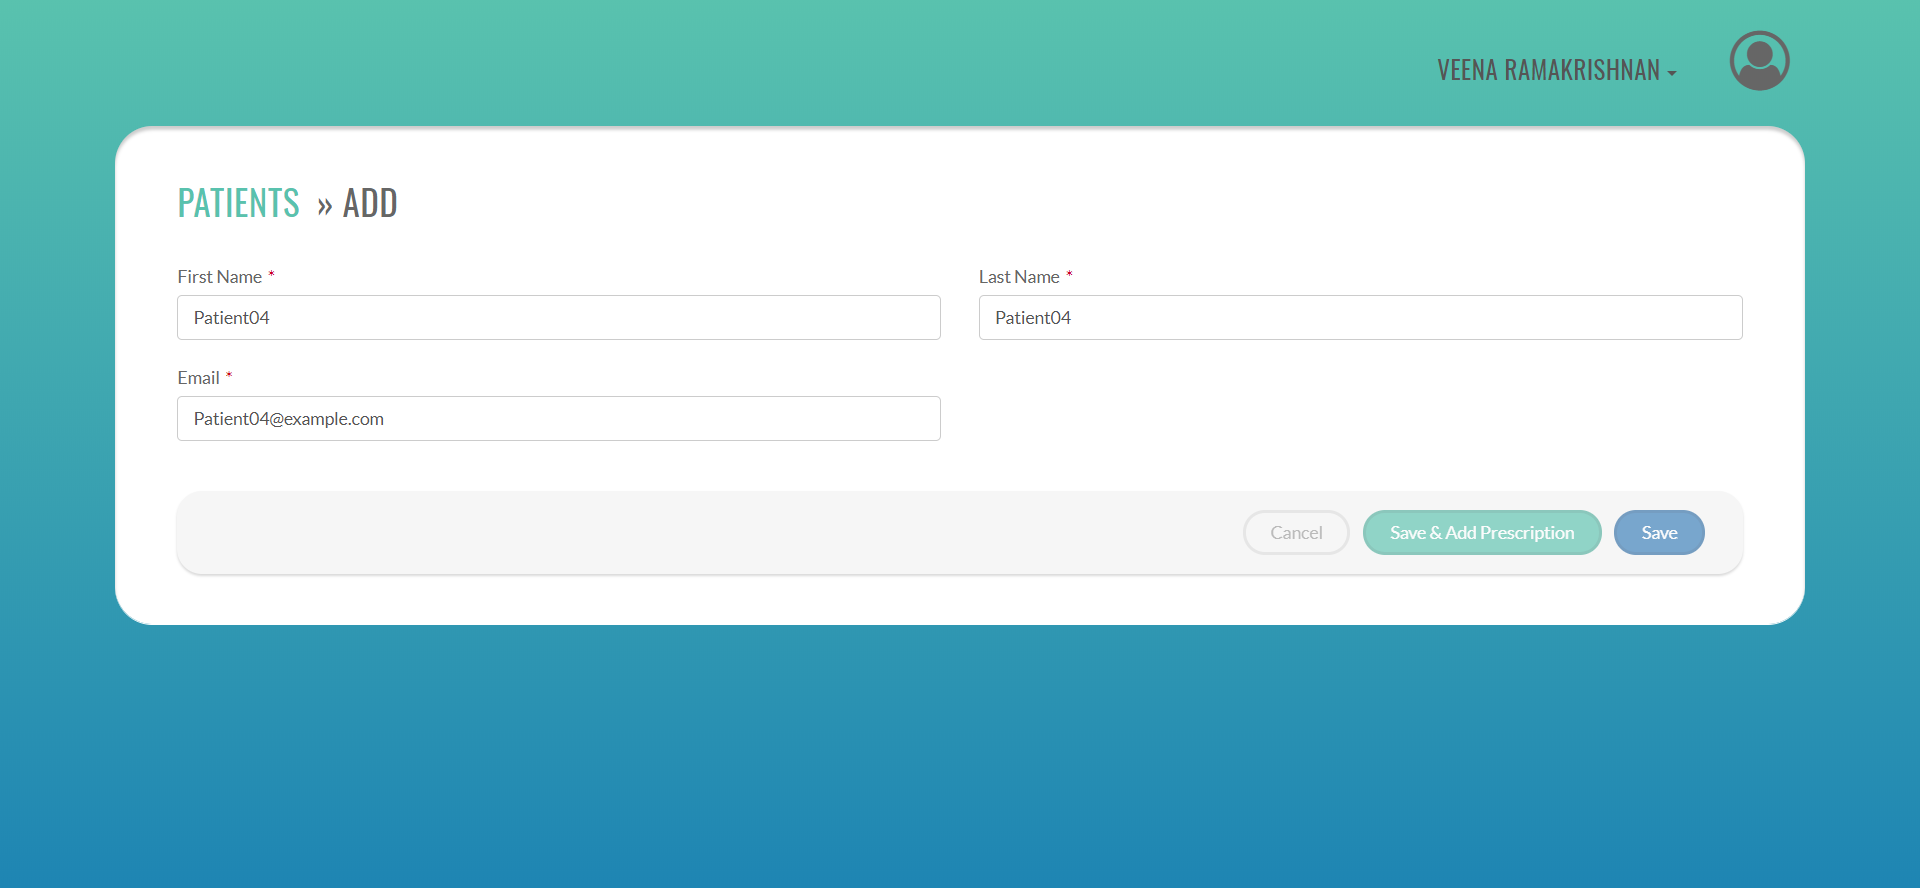 VEENA RAMAKRISHNAN
PATIENTS » ADD
First Name *
Last Name *
Patient04
Patient04
Email *
Patient04@example.com
Cancel
Save & Add Prescription
Save